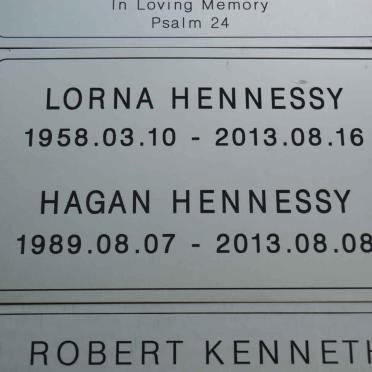 In Loving Memory
Psalm 24
LORNA HENNESSY
1958.03.10 - 2013.08.16
HAGAN HENNESSY
1989.08.07 - 2013.08.08
ROBERT KENNETH